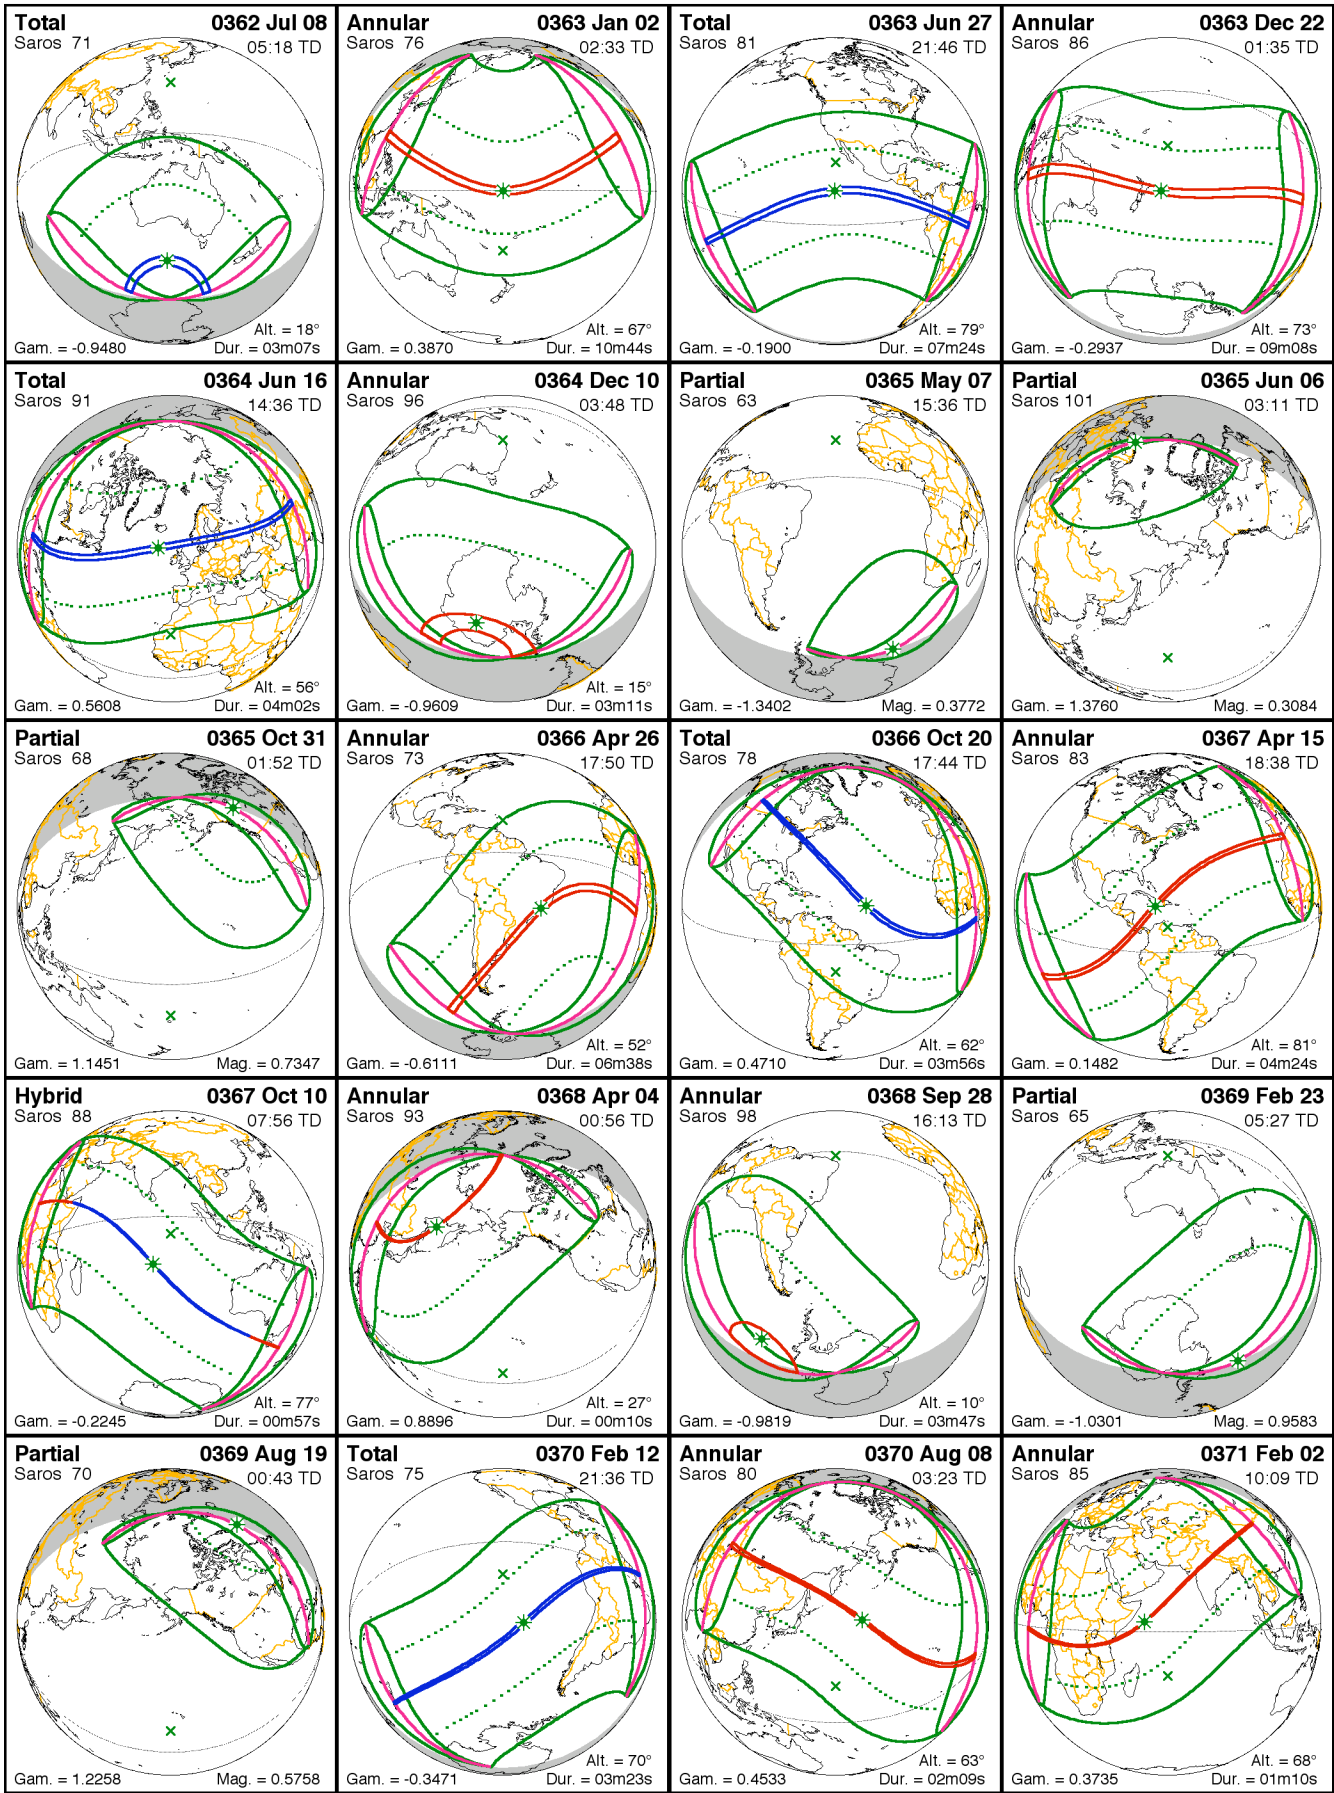 Total 0362 Jul 08
Saros 71 05:18 TD
Alt. = 18°
Gam. = -0.9480 Dur. = 03m07s
Annular 0363 Jan 02
Saros 76 02:33 TD
Alt. = 67°
Gam. = 0.3870 Dur. = 10m44s
Total 0363 Jun 27
Saros 81 21:46 TD
Alt. = 79°
Gam. = -0.1900 Dur. = 07m24s
Annular 0363 Dec 22
Saros 86 01:35 TD
Alt. = 73°
Gam. = -0.2937 Dur. = 09m08s
Total 0364 Jun 16
Saros 91 14:36 TD
Alt. = 56°
Gam. = 0.5608 Dur. = 04m02s
Annular 0364 Dec 10
Saros 96 03:48 TD
Alt. = 15°
Gam. = -0.9609 Dur. = 03m11s
Partial 0365 May 07
Saros 63 15:36 TD
Gam. = -1.3402 Mag. = 0.3772
Partial 0365 Jun 06
Saros 101 03:11 TD
Gam. = 1.3760 Mag. = 0.3084
Partial 0365 Oct 31
Saros 68 01:52 TD
Gam. = 1.1451 Mag. = 0.7347
Annular 0366 Apr 26
Saros 73 17:50 TD
Alt. = 52°
Gam. = -0.6111 Dur. = 06m38s
Total 0366 Oct 20
Saros 78 17:44 TD
Alt. = 62°
Gam. = 0.4710 Dur. = 03m56s
Annular 0367 Apr 15
Saros 83 18:38 TD
Alt. = 81°
Gam. = 0.1482 Dur. = 04m24s
Hybrid 0367 Oct 10
Saros 88 07:56 TD
Alt. = 77°
Gam. = -0.2245 Dur. = 00m57s
Annular 0368 Apr 04
Saros 93 00:56 TD
Alt. = 27°
Gam. = 0.8896 Dur. = 00m10s
Annular 0368 Sep 28
Saros 98 16:13 TD
Alt. = 10°
Gam. = -0.9819 Dur. = 03m47s
Partial 0369 Feb 23
Saros 65 05:27 TD
Gam. = -1.0301 Mag. = 0.9583
Partial 0369 Aug 19
Saros 70 00:43 TD
Gam. = 1.2258 Mag. = 0.5758
Total 0370 Feb 12
Saros 75 21:36 TD
Alt. = 70°
Gam. = -0.3471 Dur. = 03m23s
Annular 0370 Aug 08
Saros 80 03:23 TD
Alt. = 63°
Gam. = 0.4533 Dur. = 02m09s
Annular 0371 Feb 02
Saros 85 10:09 TD
Alt. = 68°
Gam. = 0.3735 Dur. = 01m10s